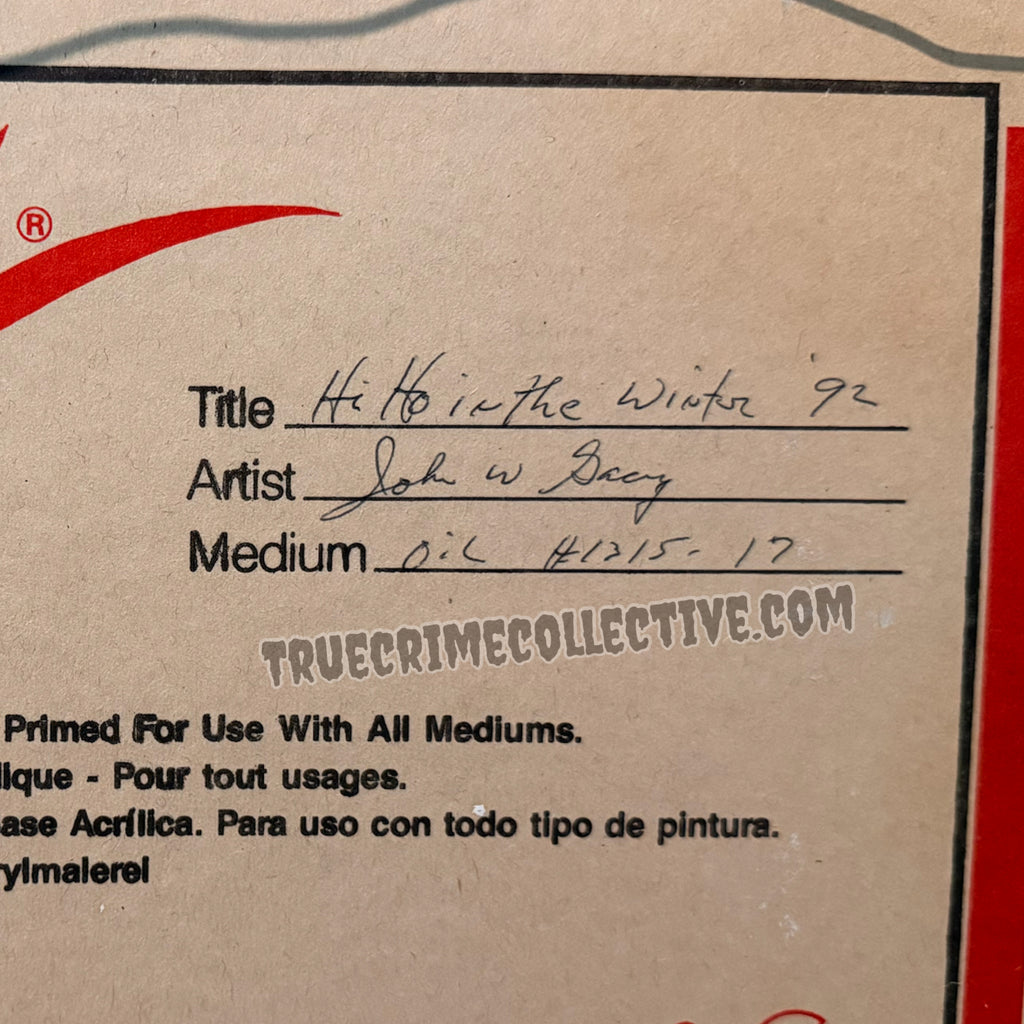 ®
Title Hi Ho in the Winter '92
Artist John W Gacy
Medium Oil #1215-17
TRUECRIMECOLLECTIVE.COM
Primed For Use With All Mediums.
lique - Pour tout usages.
ase Acrílica. Para uso con todo tipo de pintura.
rylmalerei